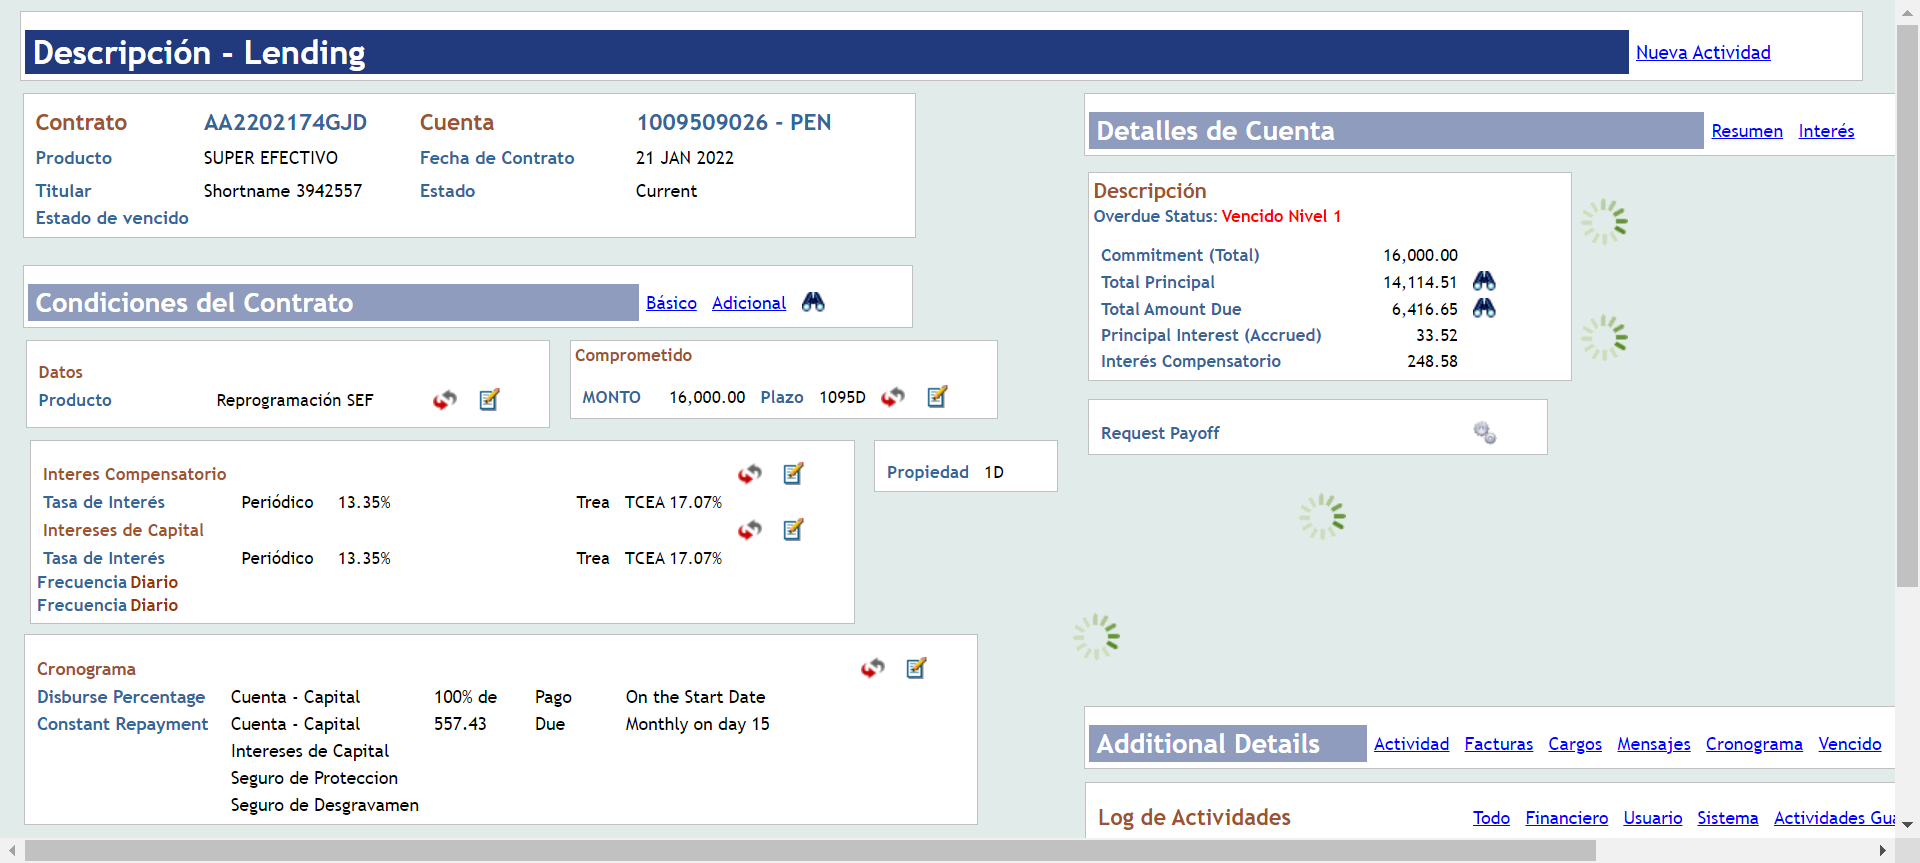 Descripción - Lending
Nueva Actividad
Contrato AA2202174GJD Cuenta 1009509026 - PEN
Producto SUPER EFECTIVO Fecha de Contrato 21 JAN 2022
Titular Shortname 3942557 Estado Current
Estado de vencido
Condiciones del Contrato Básico Adicional
Datos
Producto Reprogramación SEF
Comprometido
MONTO 16,000.00 Plazo 1095D
Interes Compensatorio
Tasa de Interés Periódico 13.35% Trea TCEA 17.07%
Intereses de Capital
Tasa de Interés Periódico 13.35% Trea TCEA 17.07%
Frecuencia Diario
Frecuencia Diario
Propiedad 1D
Cronograma
Disburse Percentage Cuenta - Capital 100% de Pago On the Start Date
Constant Repayment Cuenta - Capital 557.43 Due Monthly on day 15
Intereses de Capital
Seguro de Proteccion
Seguro de Desgravamen
Detalles de Cuenta Resumen Interés
Descripción
Overdue Status: Vencido Nivel 1
Commitment (Total) 16,000.00
Total Principal 14,114.51
Total Amount Due 6,416.65
Principal Interest (Accrued) 33.52
Interés Compensatorio 248.58
Request Payoff
Additional Details Actividad Facturas Cargos Mensajes Cronograma Vencido
Log de Actividades Todo Financiero Usuario Sistema Actividades Gua